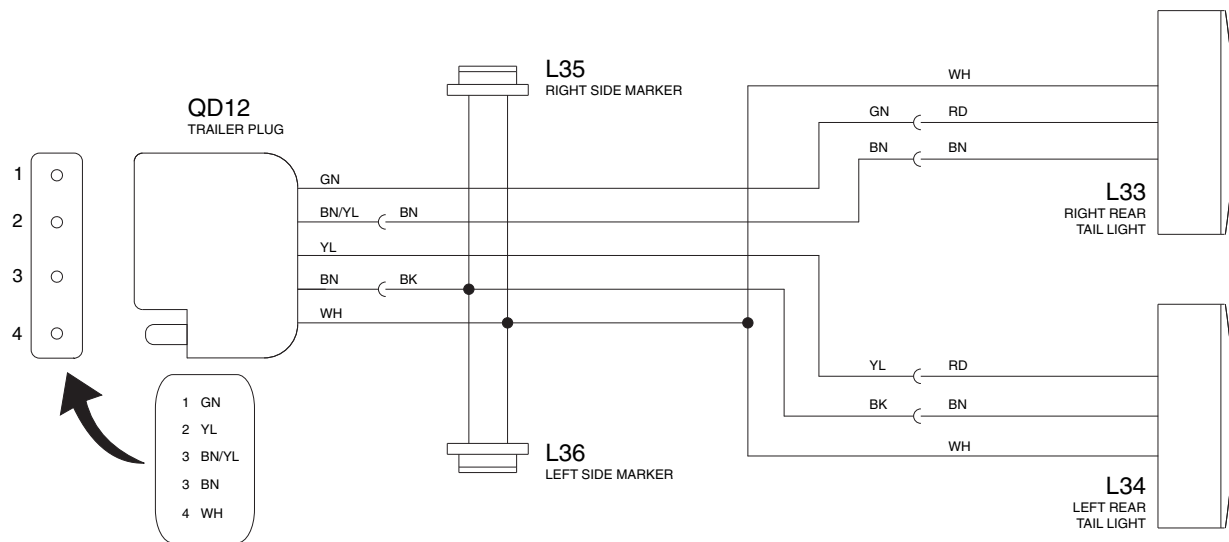 QD12
TRAILER PLUG
1
2
3
4
1 GN
2 YL
3 BN/YL
3 BN
4 WH
GN
BN/YL
BN
YL
BN
BK
WH
L35
RIGHT SIDE MARKER
L36
LEFT SIDE MARKER
WH
GN
RD
BN
BN
L33
RIGHT REAR
TAIL LIGHT
YL
RD
BK
BN
WH
L34
LEFT REAR
TAIL LIGHT